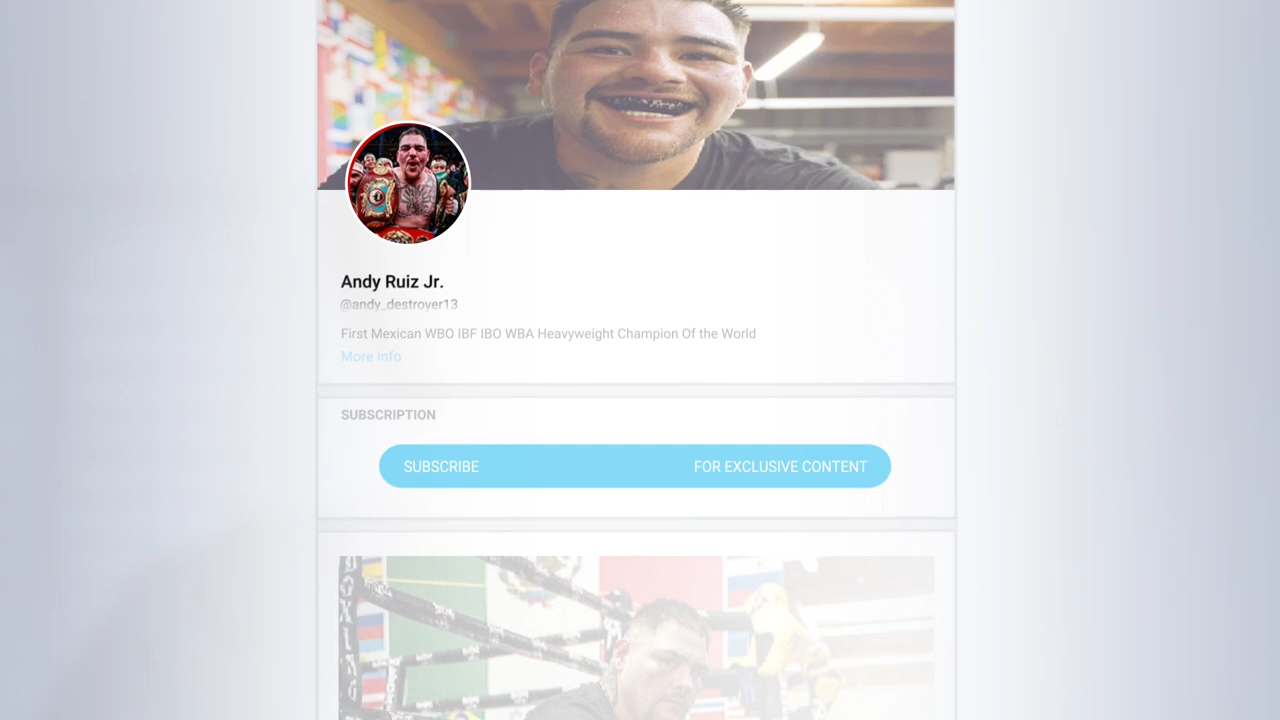 Andy Ruiz Jr.
@andy_destroyer13
First Mexican WBO IBF IBO WBA Heavyweight Champion Of the World
More info
SUBSCRIPTION
SUBSCRIBE
FOR EXCLUSIVE CONTENT
BOXING